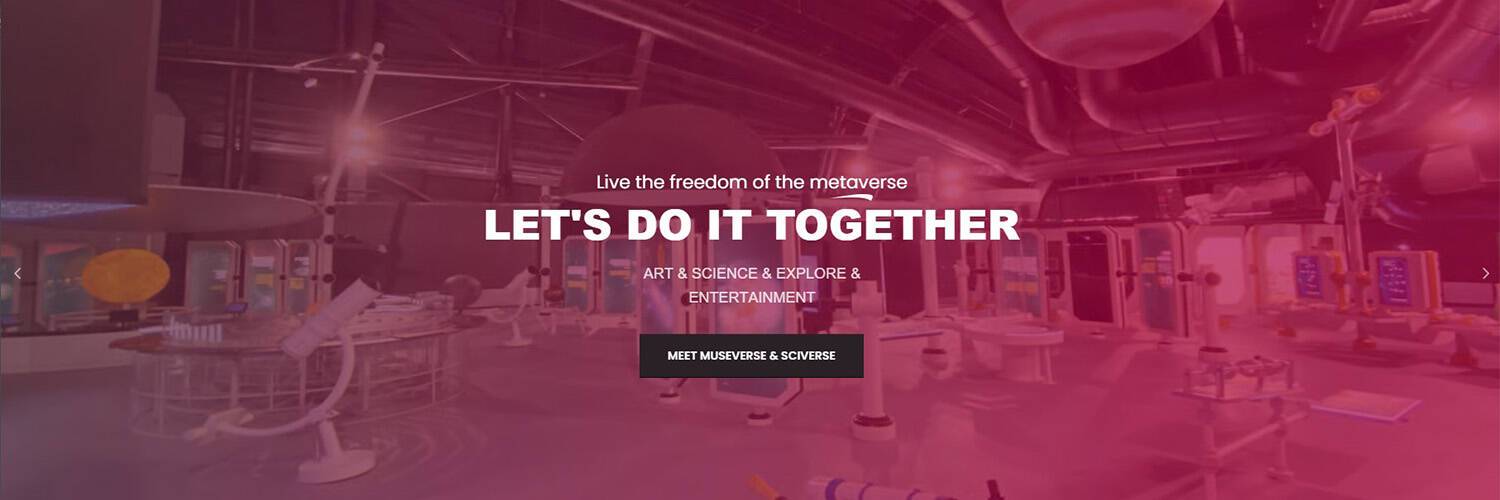 Live the freedom of the metaverse
LET'S DO IT TOGETHER
ART & SCIENCE & EXPLORE &
ENTERTAINMENT
MEET MUSEVERSE & SCIVERSE